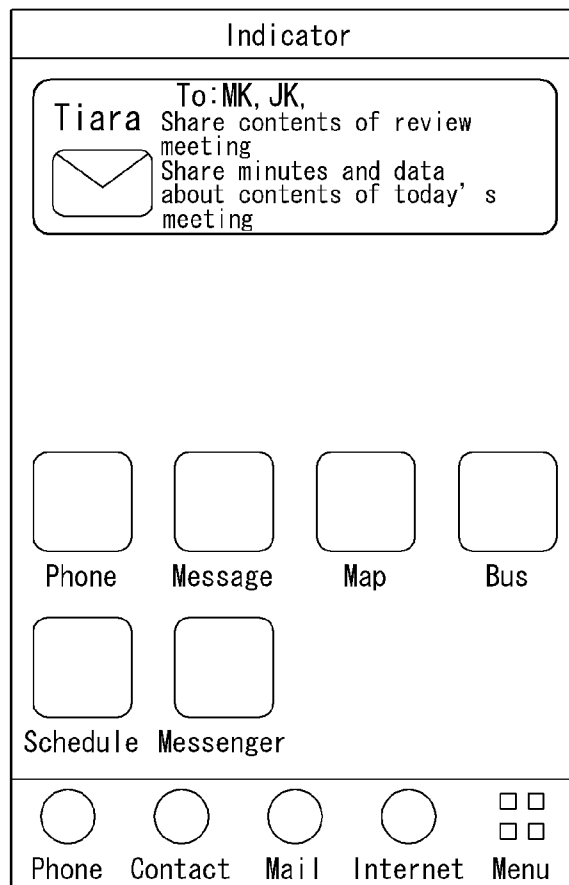 Indicator
Tiara
To:MK, JK,
Share contents of review
meeting
Share minutes and data
about contents of today's
meeting
Phone Message Map Bus
Schedule Messenger
Phone Contact Mail Internet Menu